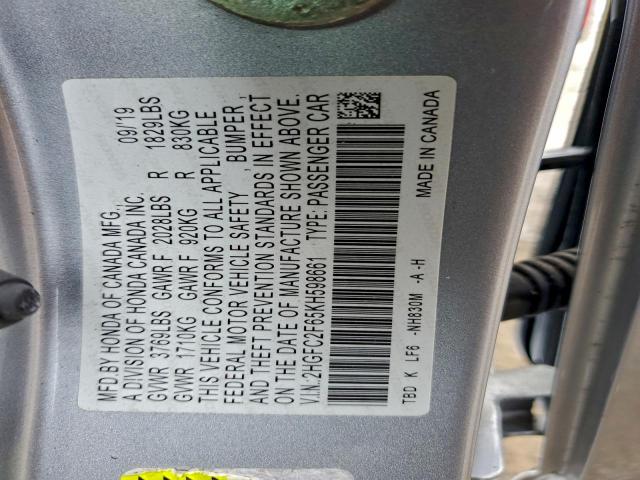 MFD.BY HONDA OF CANADA MFG., 09/19
A DIVISION OF HONDA CANADA INC.
GVWR 3769LBS GAWR F 2028LBS R 1829LBS
GVWR 1710KG GAWR F 920KG R 830KG
THIS VEHICLE CONFORMS TO ALL APPLICABLE
FEDERAL MOTOR VEHICLE SAFETY , BUMPER ,
AND THEFT PREVENTION STANDARDS IN EFFECT
ON THE DATE OF MANUFACTURE SHOWN ABOVE.
V.I.N.:2HGFC2F65KH598661 TYPE: PASSENGER CAR
TBD K LF6 -NH830M -A -H MADE IN CANADA